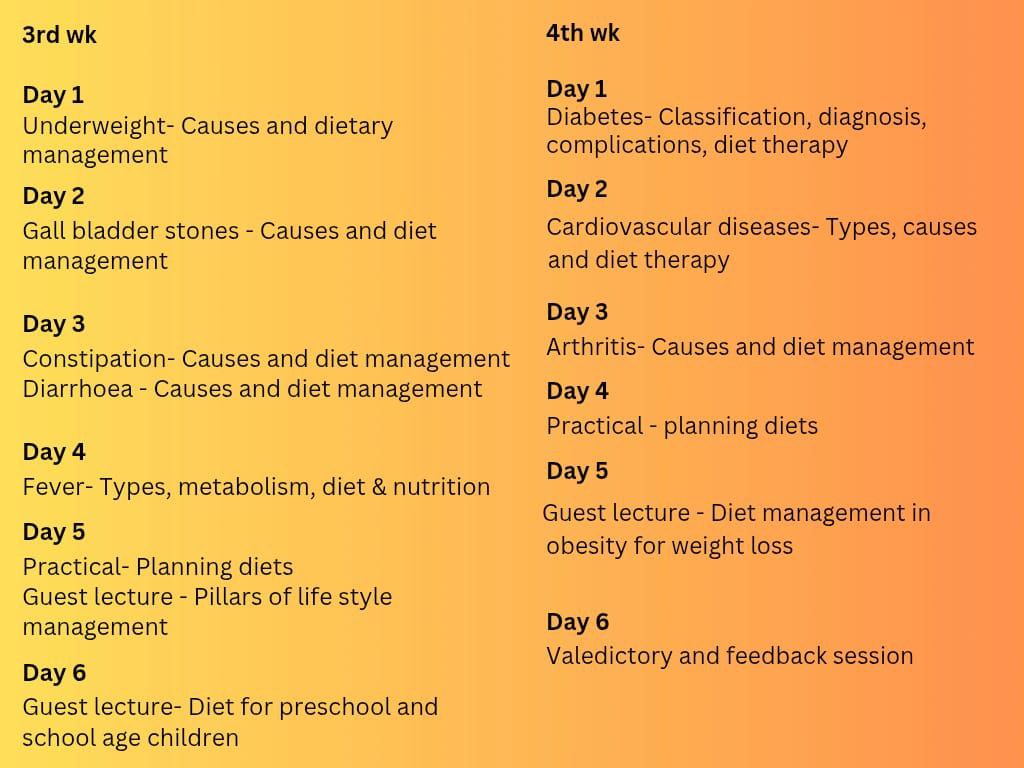 3rd wk
Day 1
Underweight- Causes and dietary
management
Day 2
Gall bladder stones - Causes and diet
management
Day 3
Constipation- Causes and diet management
Diarrhoea - Causes and diet management
Day 4
Fever- Types, metabolism, diet & nutrition
Day 5
Practical- Planning diets
Guest lecture - Pillars of life style
management
Day 6
Guest lecture- Diet for preschool and
school age children
4th wk
Day 1
Diabetes- Classification, diagnosis,
complications, diet therapy
Day 2
Cardiovascular diseases- Types, causes
and diet therapy
Day 3
Arthritis- Causes and diet management
Day 4
Practical - planning diets
Day 5
Guest lecture - Diet management in
obesity for weight loss
Day 6
Valedictory and feedback session